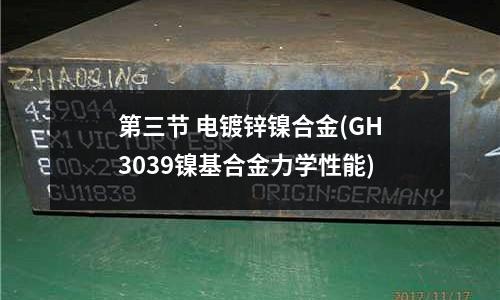 ZHAOQING
3259
439044
EX1 VICTORY ESR
GU11838
ORIGIN:GERMANY
第三节 电镀锌镍合金(GH
3039镍基合金力学性能)
2017/11/17